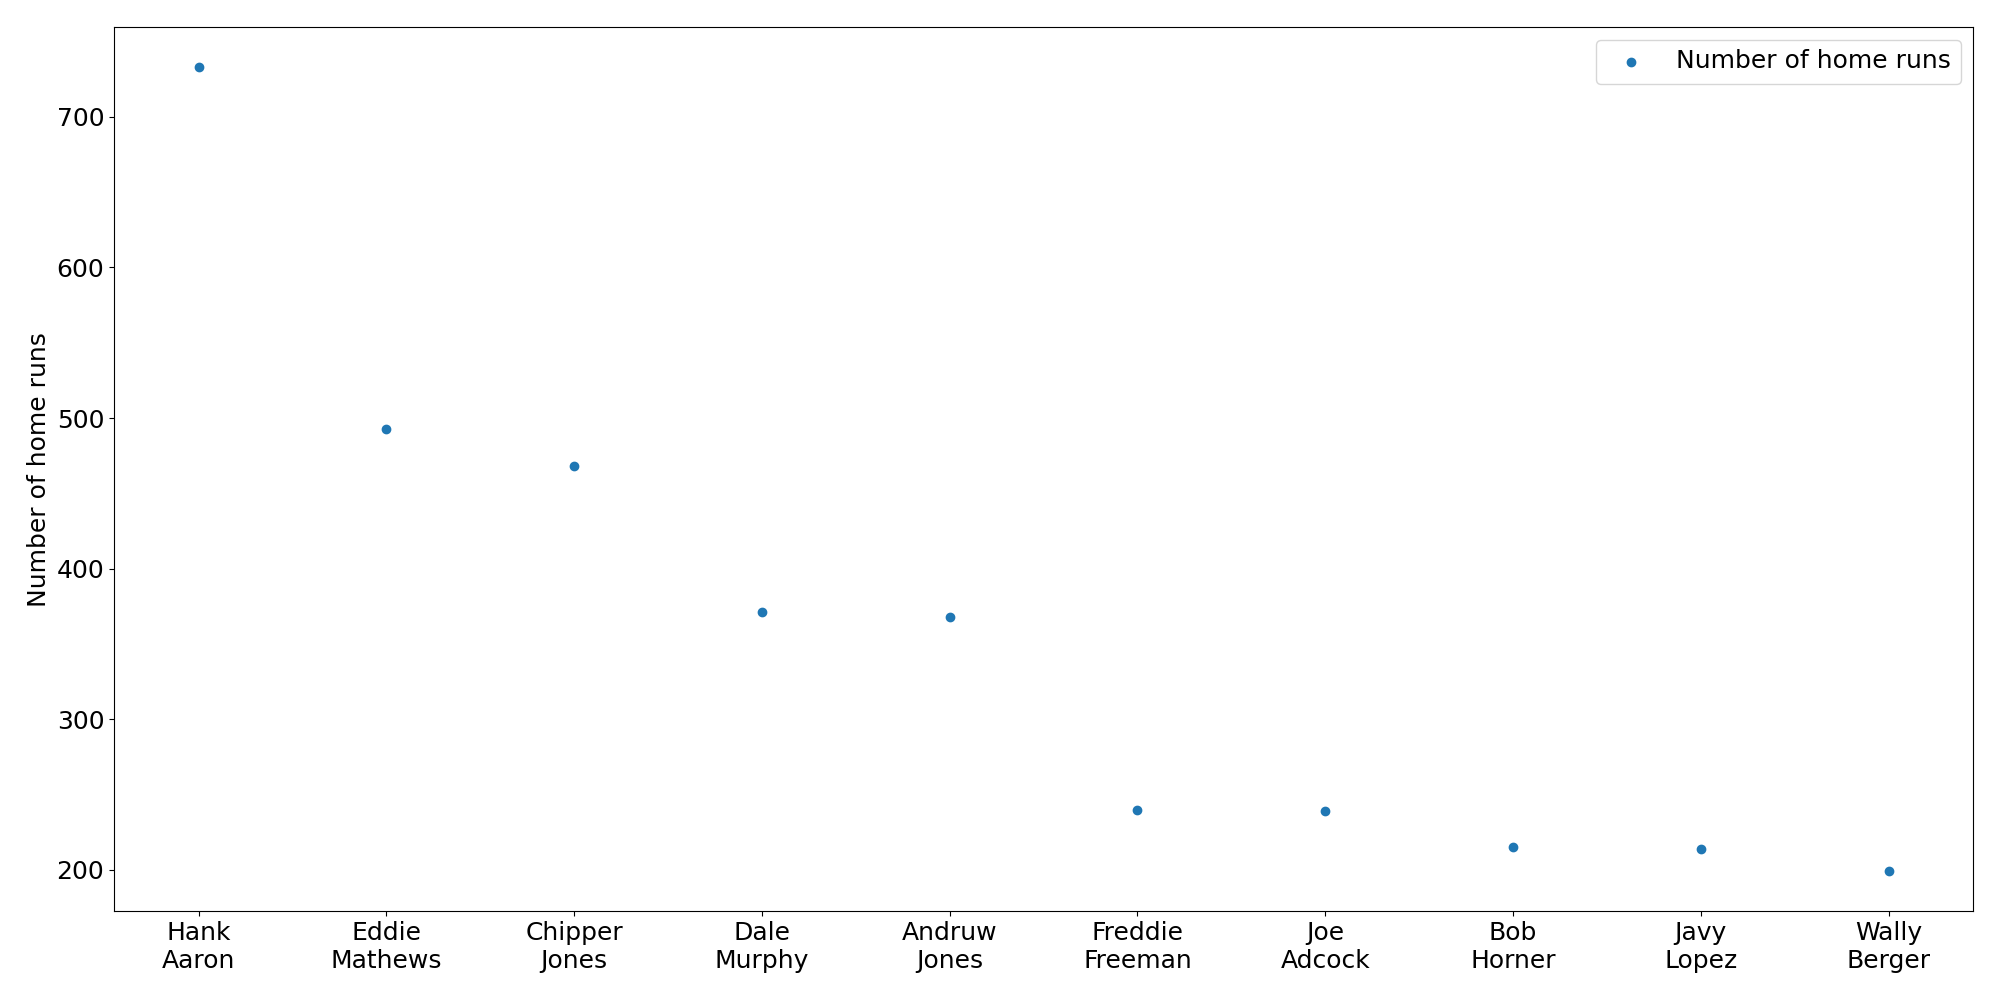 Number of home runs
700
600
500
400
300
200
Number of home runs
Hank
Aaron
Eddie
Mathews
Chipper
Jones
Dale
Murphy
Andruw
Jones
Freddie
Freeman
Joe
Adcock
Bob
Horner
Javy
Lopez
Wally
Berger